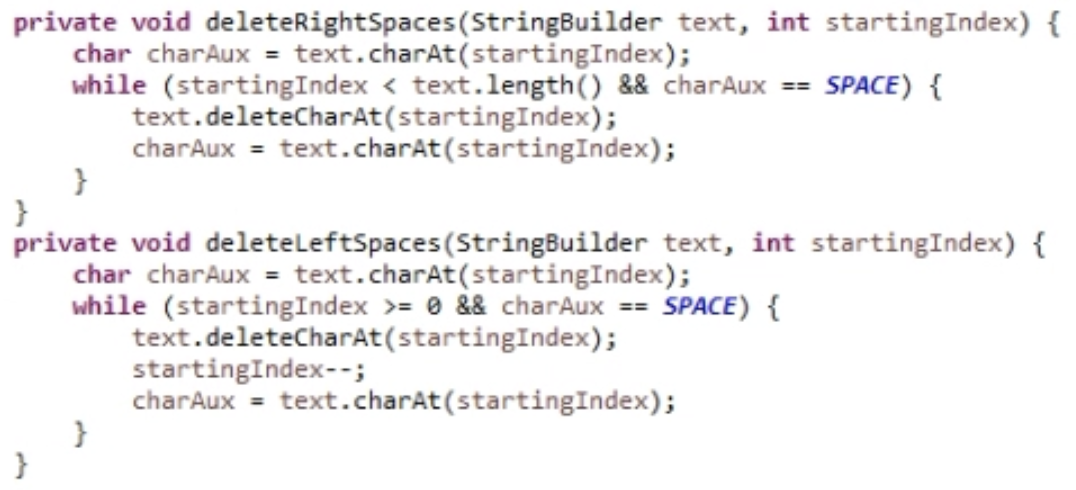 private void deleteRightSpaces(StringBuilder text, int startingIndex) {
    char charAux = text.charAt(startingIndex);
    while (startingIndex < text.length() && charAux == SPACE) {
        text.deleteCharAt(startingIndex);
        charAux = text.charAt(startingIndex);
    }
}
private void deleteLeftSpaces(StringBuilder text, int startingIndex) {
    char charAux = text.charAt(startingIndex);
    while (startingIndex >= 0 && charAux == SPACE) {
        text.deleteCharAt(startingIndex);
        startingIndex--;
        charAux = text.charAt(startingIndex);
    }
}